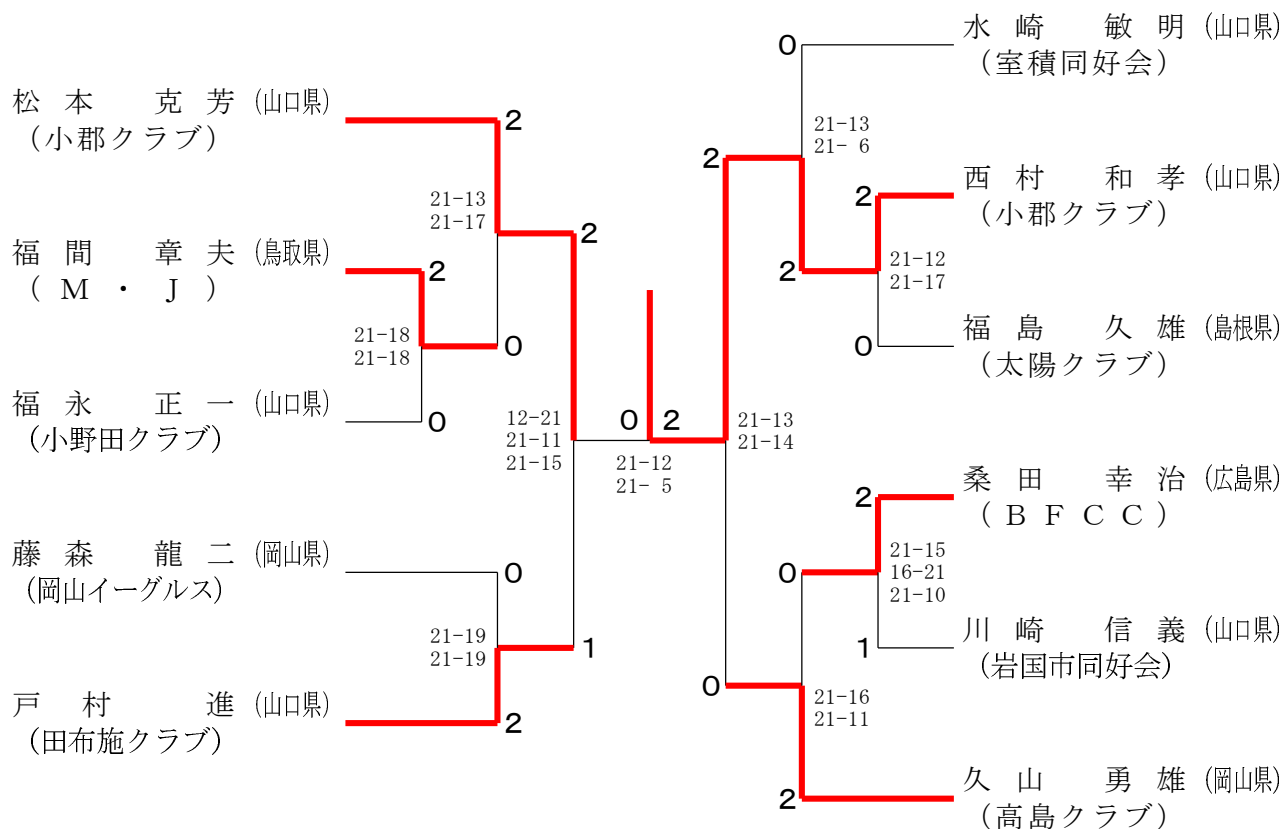 松本 克芳 (山口県)
(小郡クラブ)
福間 章夫 (鳥取県)
(M・J)
福永 正一 (山口県)
(小野田クラブ)
藤森 龍二 (岡山県)
(岡山イーグルス)
戸村 進 (山口県)
(田布施クラブ)
2
21-13
21-17
2
2
21-18
21-18
0
0
12-21
21-11
21-15
0
21-19
21-19
1
2
0 2
21-12
21- 5
0
21-13
21- 6
2
2
2
21-12
21-17
0
21-13
21-14
2
0
21-15
16-21
21-10
1
0
21-16
21-11
2
水崎 敏明 (山口県)
(室積同好会)
西村 和孝 (山口県)
(小郡クラブ)
福島 久雄 (島根県)
(太陽クラブ)
桑田 幸治 (広島県)
(BFCC)
川崎 信義 (山口県)
(岩国市同好会)
久山 勇雄 (岡山県)
(高島クラブ)